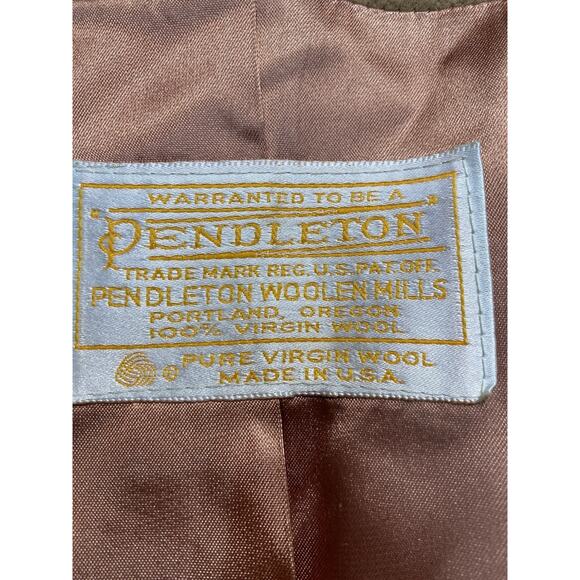 WARRANTED TO BE A
PENDLETON
TRADE MARK REG. U.S. PAT. OFF.
PENDLETON WOOLEN MILLS
PORTLAND, OREGON
100% VIRGIN WOOL
© PURE VIRGIN WOOL
MADE IN U.S.A.